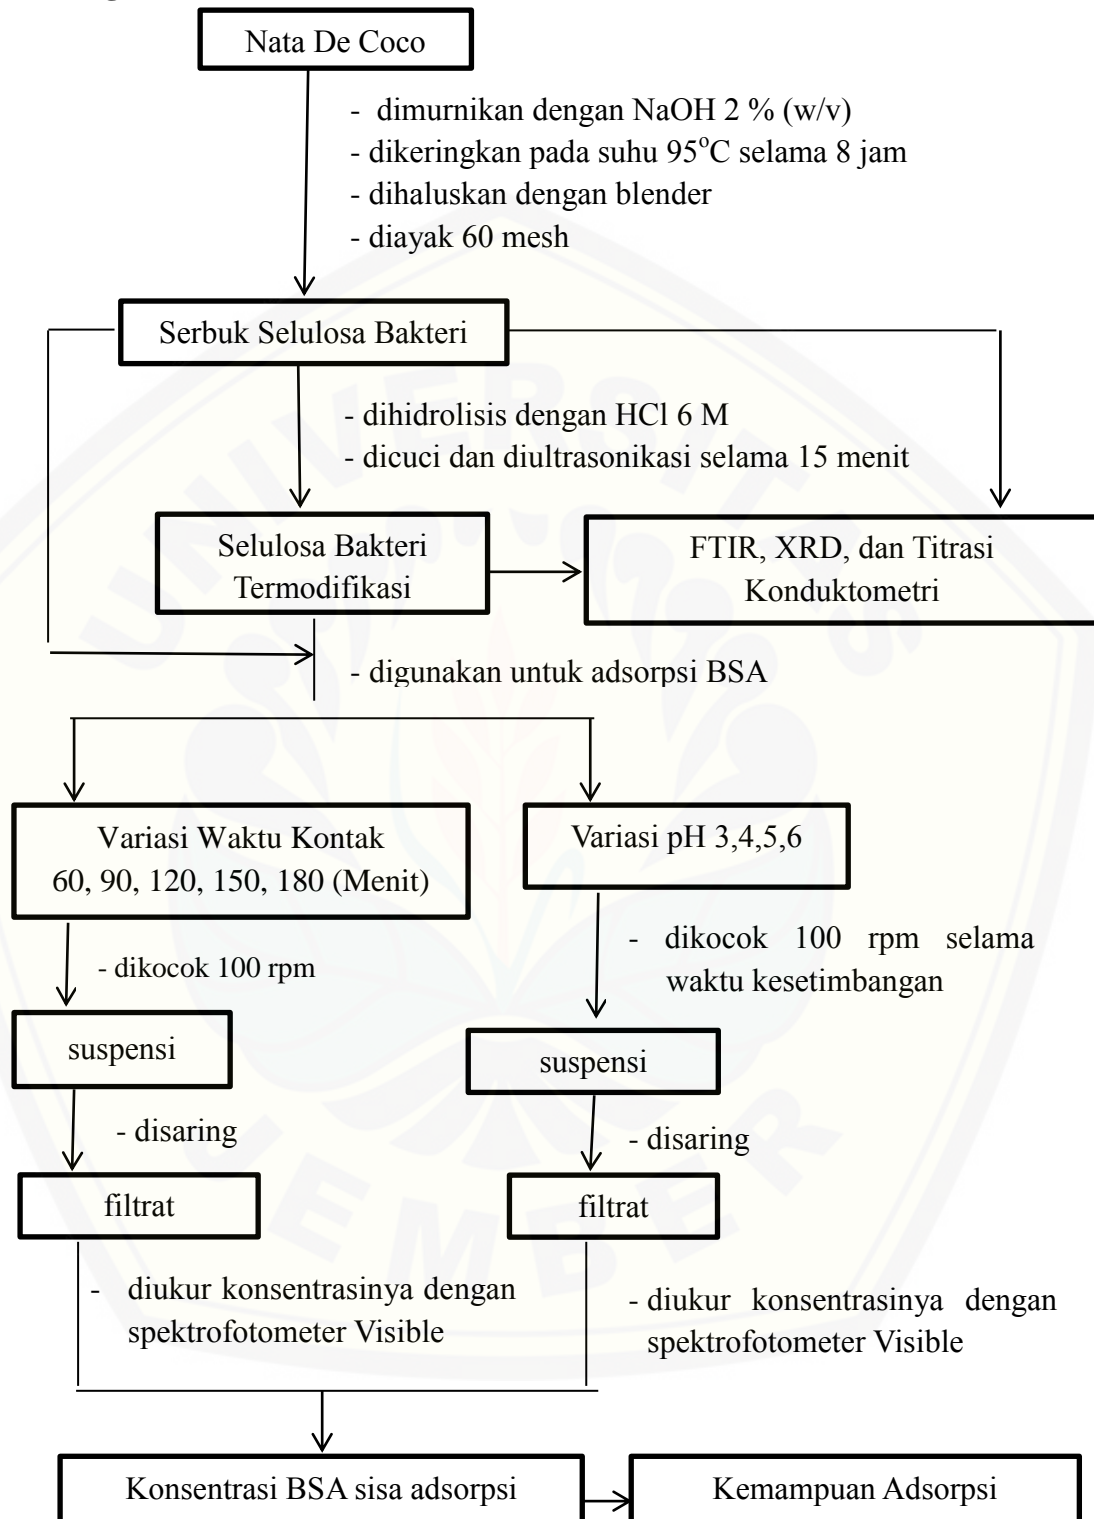 Nata De Coco
- dimurnikan dengan NaOH 2 % (w/v)
- dikeringkan pada suhu 95°C selama 8 jam
- dihaluskan dengan blender
- diayak 60 mesh
Serbuk Selulosa Bakteri
- dihidrolisis dengan HCl 6 M
- dicuci dan diultrasonikasi selama 15 menit
Selulosa Bakteri
Termodifikasi
FTIR, XRD, dan Titrasi
Konduktometri
- digunakan untuk adsorpsi BSA
Variasi Waktu Kontak
60, 90, 120, 150, 180 (Menit)
Variasi pH 3,4,5,6
- dikocok 100 rpm
- dikocok 100 rpm selama
waktu kesetimbangan
suspensi
suspensi
- disaring
- disaring
filtrat
filtrat
- diukur konsentrasinya dengan
spektrofotometer Visible
- diukur konsentrasinya dengan
spektrofotometer Visible
Konsentrasi BSA sisa adsorpsi
Kemampuan Adsorpsi
UNIVERSITAS
JEMBER